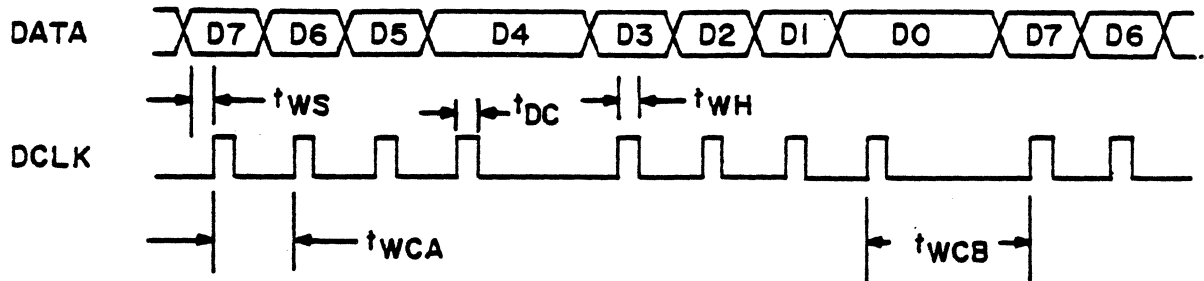 DATA D7 D6 D5 D4 D3 D2 D1 D0 D7 D6
tWS tDC tWH
DCLK
tWCA tWCB